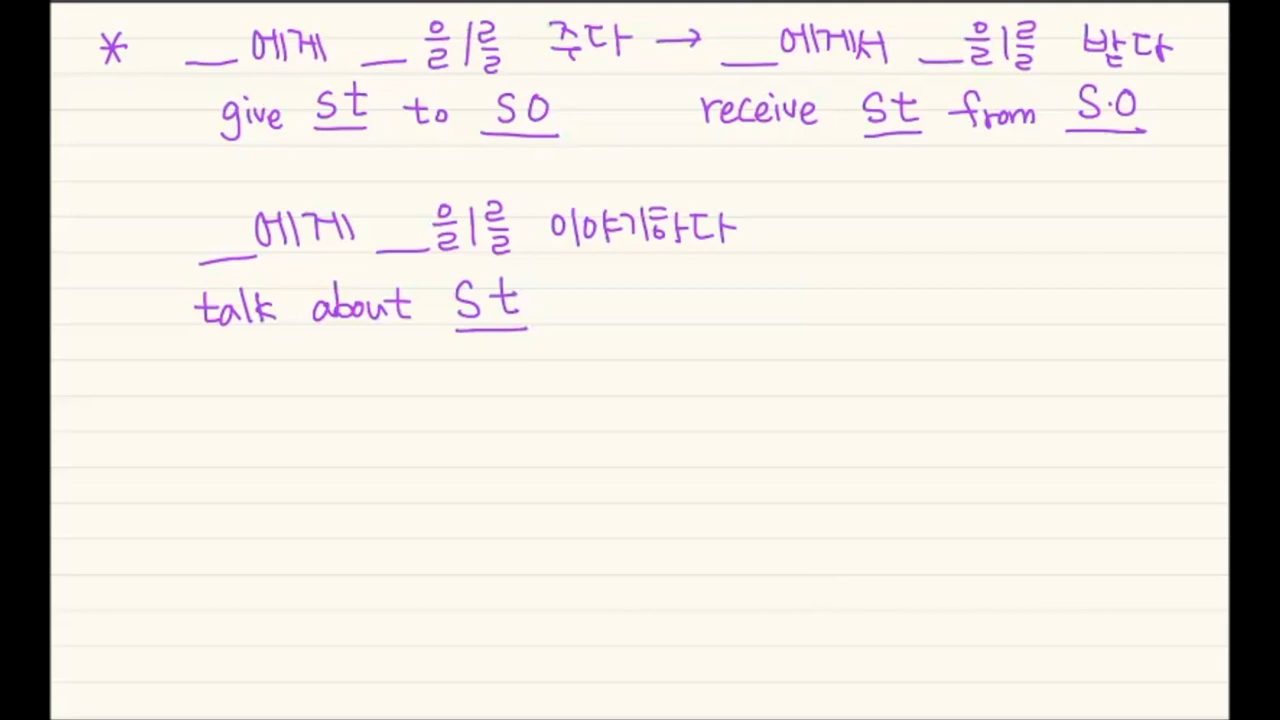 * __에게 __을/를 주다 → __에게서 __을/를 받다
give st to so receive st from s.o
__에게 __을/를 이야기하다
talk about st